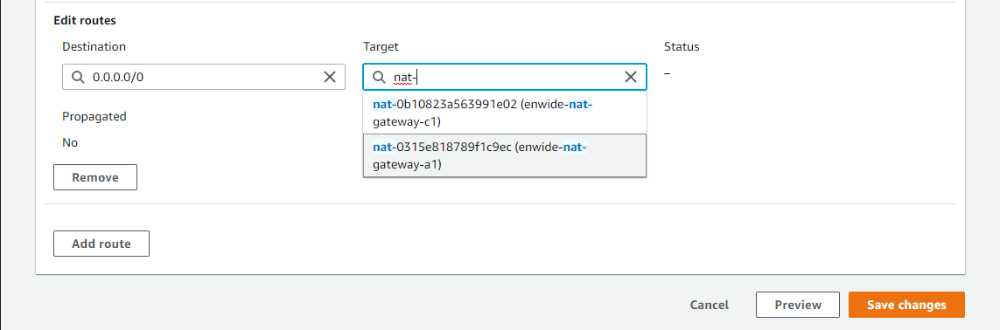 Edit routes
Destination
Target
Status
0.0.0.0/0
nat-
–
nat-0b10823a563991e02 (enwide-nat-
gateway-c1)
nat-0315e818789f1c9ec (enwide-nat-
gateway-a1)
Propagated
No
Remove
Add route
Cancel
Preview
Save changes